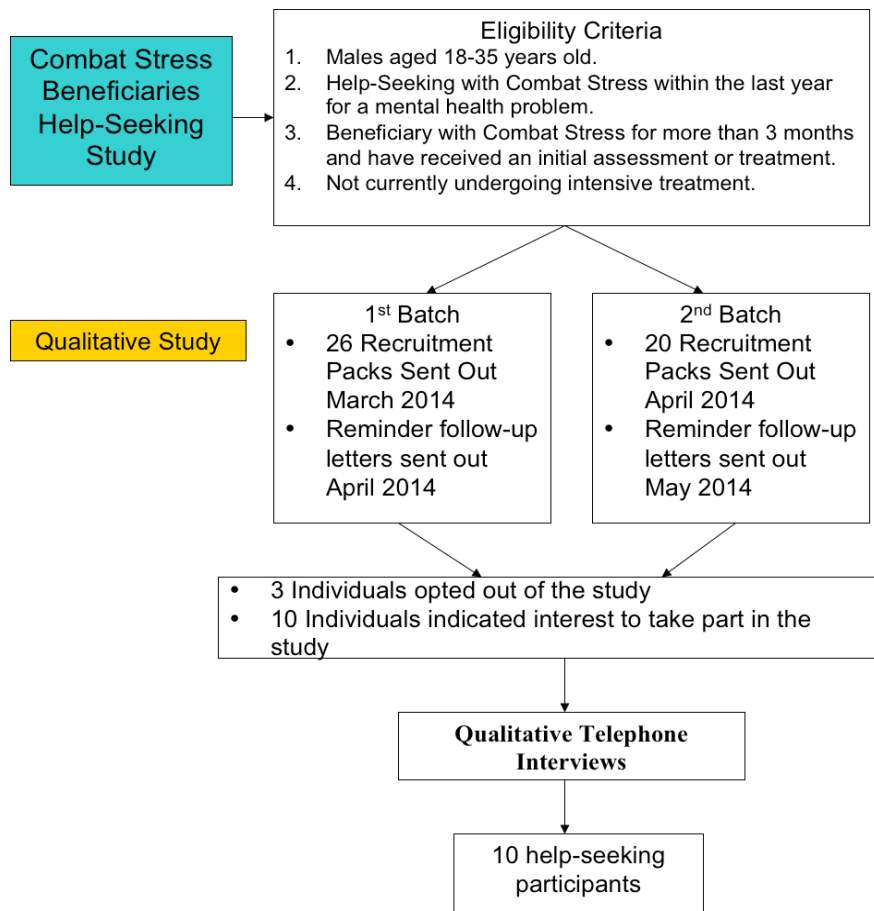 Combat Stress
Beneficiaries
Help-Seeking
Study
Eligibility Criteria
1. Males aged 18-35 years old.
2. Help-Seeking with Combat Stress within the last year
for a mental health problem.
3. Beneficiary with Combat Stress for more than 3 months
and have received an initial assessment or treatment.
4. Not currently undergoing intensive treatment.
Qualitative Study
1st Batch
• 26 Recruitment
Packs Sent Out
March 2014
• Reminder follow-up
letters sent out
April 2014
2nd Batch
• 20 Recruitment
Packs Sent Out
April 2014
• Reminder follow-up
letters sent out
May 2014
• 3 Individuals opted out of the study
• 10 Individuals indicated interest to take part in the
study
Qualitative Telephone
Interviews
10 help-seeking
participants